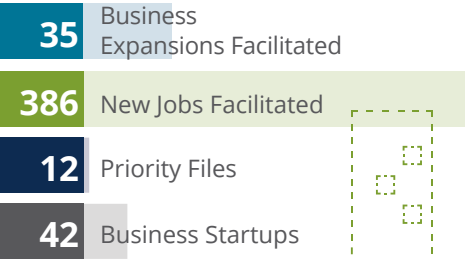 35 Business
Expansions Facilitated
386 New Jobs Facilitated
12 Priority Files
42 Business Startups